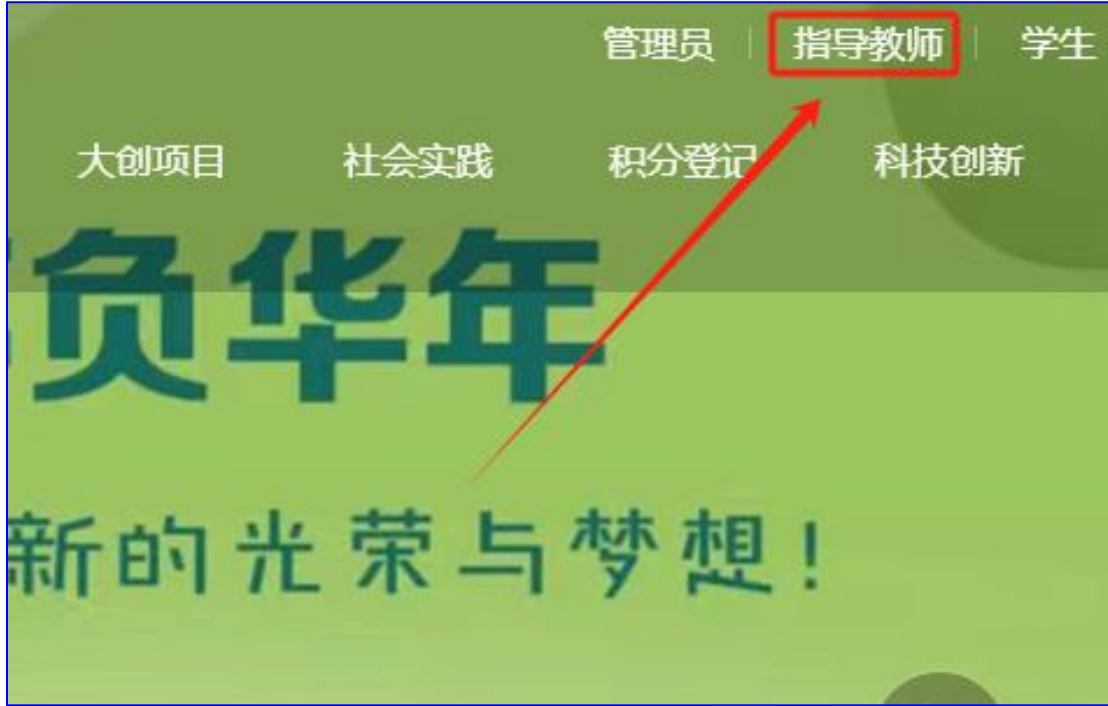 管理员 指导教师 学生
大创项目 社会实践 积分登记 科技创新
负华年
新的光荣与梦想!